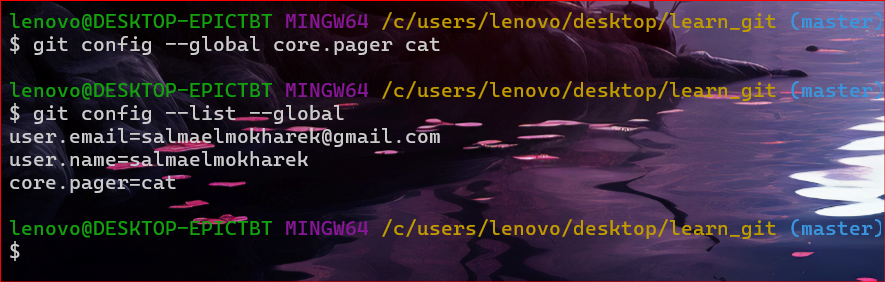 lenovo@DESKTOP-EPICTBT MINGW64 /c/users/lenovo/desktop/learn_git (master)
$ git config --global core.pager cat
lenovo@DESKTOP-EPICTBT MINGW64 /c/users/lenovo/desktop/learn_git (master)
$ git config --list --global
user.email=salmaelmokharek@gmail.com
user.name=salmaelmokharek
core.pager=cat
lenovo@DESKTOP-EPICTBT MINGW64 /c/users/lenovo/desktop/learn_git (master)
$